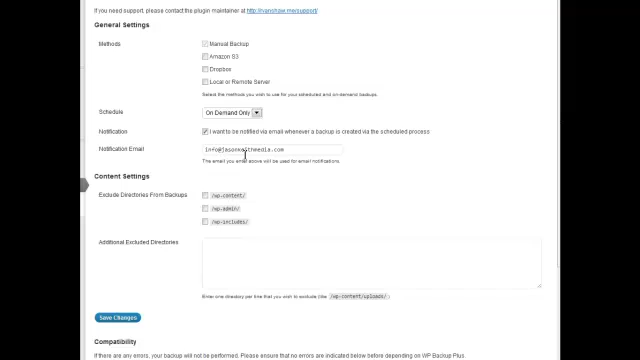 If you need support, please contact the plugin maintainer at http://ivanshaw.me/support/
General Settings
Methods
Manual Backup
Amazon S3
Dropbox
Local or Remote Server
Select the methods you wish to use for your scheduled and on-demand backups.
Schedule
On Demand Only
Notification
I want to be notified via email whenever a backup is created via the scheduled process
Notification Email
The email you email above will be used for email notifications.
Content Settings
Exclude Directories From Backups
/wp-content/
/wp-admin/
/wp-includes/
Additional Excluded Directories
Enter one directory per line that you wish to exclude (like /wp-content/uploads/ )
Save Changes
Compatibility
If there are any errors, your backup will not be performed. Please ensure that no errors are indicated below before depending on WP Backup Plus.